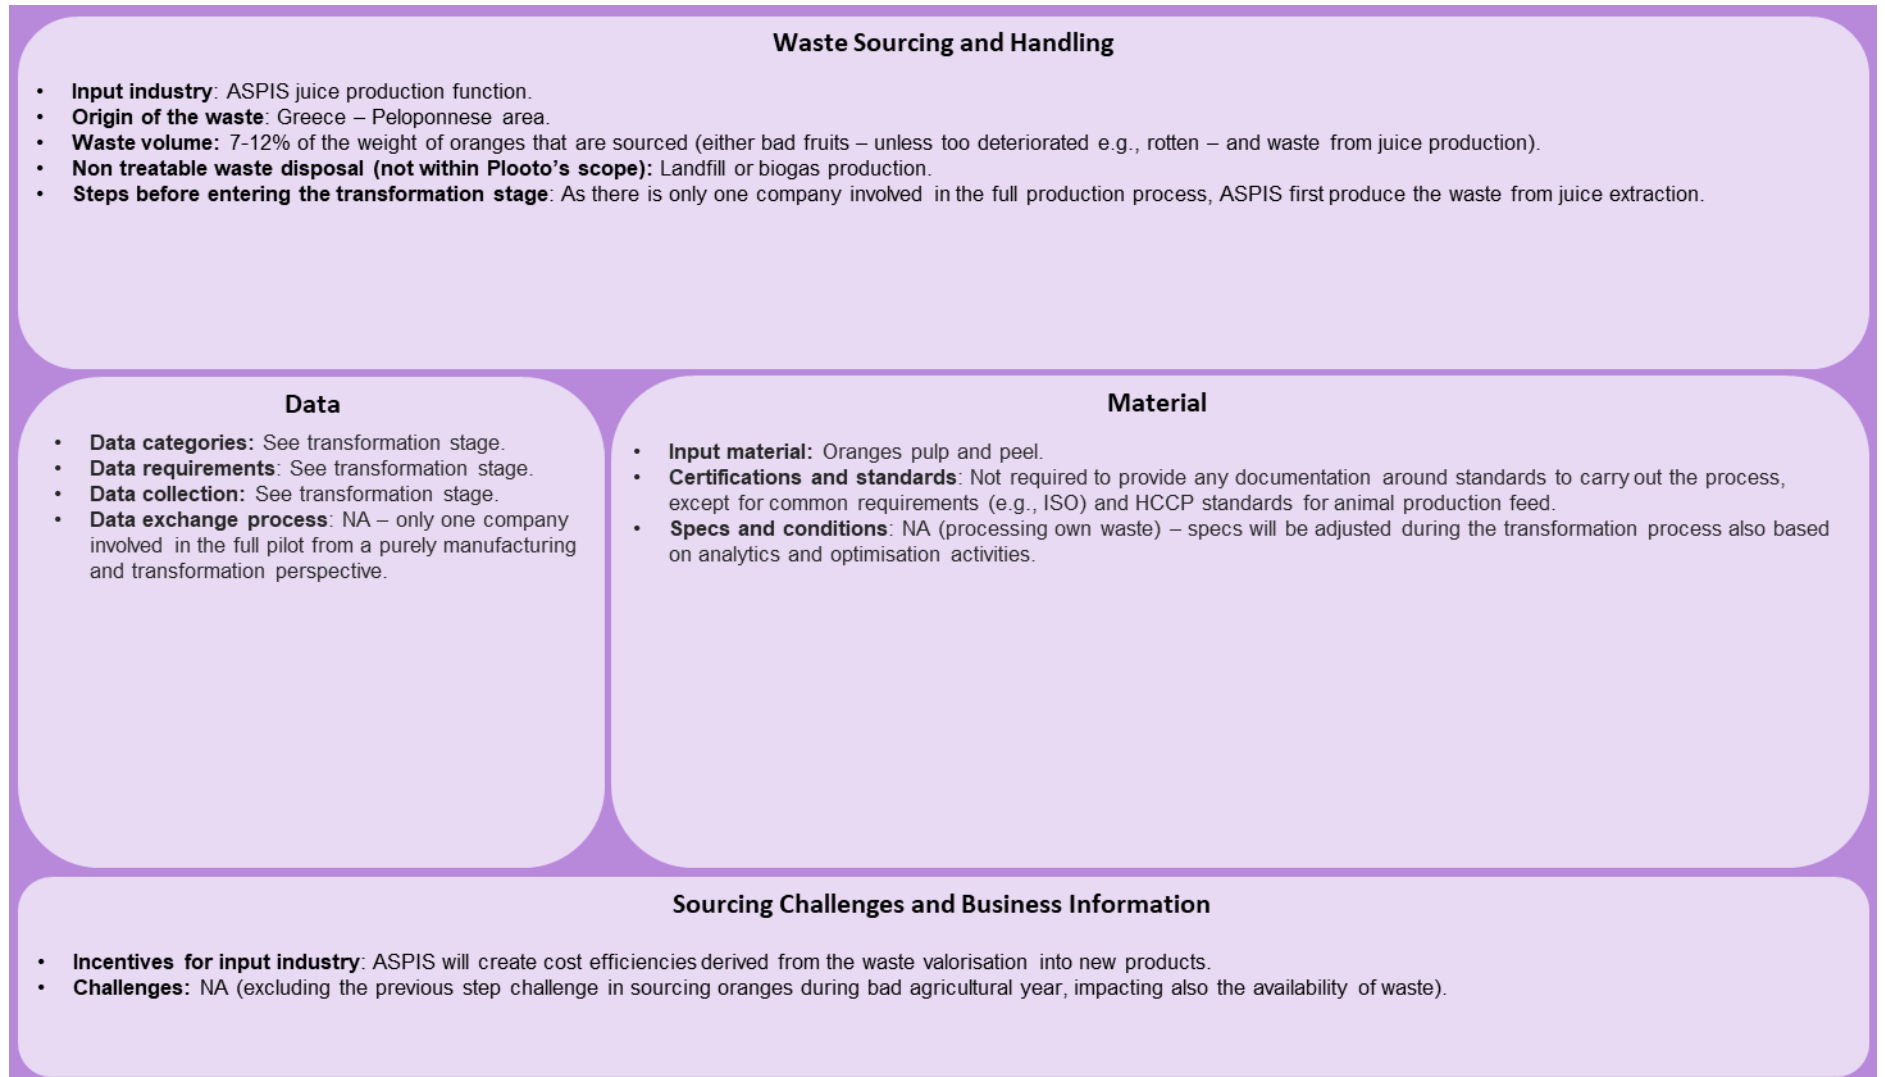 Waste Sourcing and Handling
• Input industry: ASPIS juice production function.
• Origin of the waste: Greece – Peloponnese area.
• Waste volume: 7-12% of the weight of oranges that are sourced (either bad fruits – unless too deteriorated e.g., rotten – and waste from juice production).
• Non treatable waste disposal (not within Plooto’s scope): Landfill or biogas production.
• Steps before entering the transformation stage: As there is only one company involved in the full production process, ASPIS first produce the waste from juice extraction.
Data
• Data categories: See transformation stage.
• Data requirements: See transformation stage.
• Data collection: See transformation stage.
• Data exchange process: NA – only one company
involved in the full pilot from a purely manufacturing
and transformation perspective.
Material
• Input material: Oranges pulp and peel.
• Certifications and standards: Not required to provide any documentation around standards to carry out the process,
except for common requirements (e.g., ISO) and HCCP standards for animal production feed.
• Specs and conditions: NA (processing own waste) – specs will be adjusted during the transformation process also based
on analytics and optimisation activities.
Sourcing Challenges and Business Information
• Incentives for input industry: ASPIS will create cost efficiencies derived from the waste valorisation into new products.
• Challenges: NA (excluding the previous step challenge in sourcing oranges during bad agricultural year, impacting also the availability of waste).